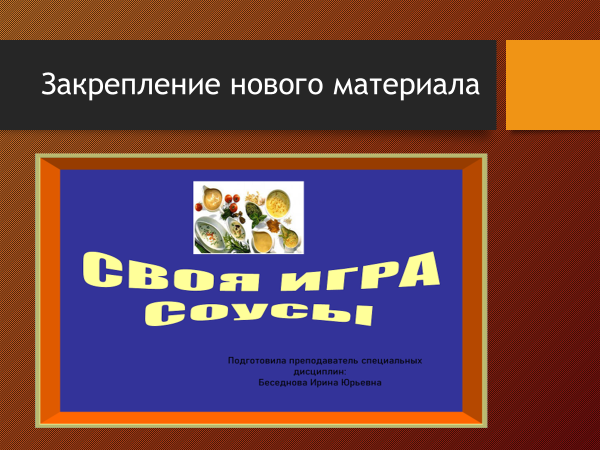 Закрепление нового материала
СВОЯ ИГРА
Соусы
Подготовила преподаватель специальных
дисциплин:
Беседнова Ирина Юрьевна